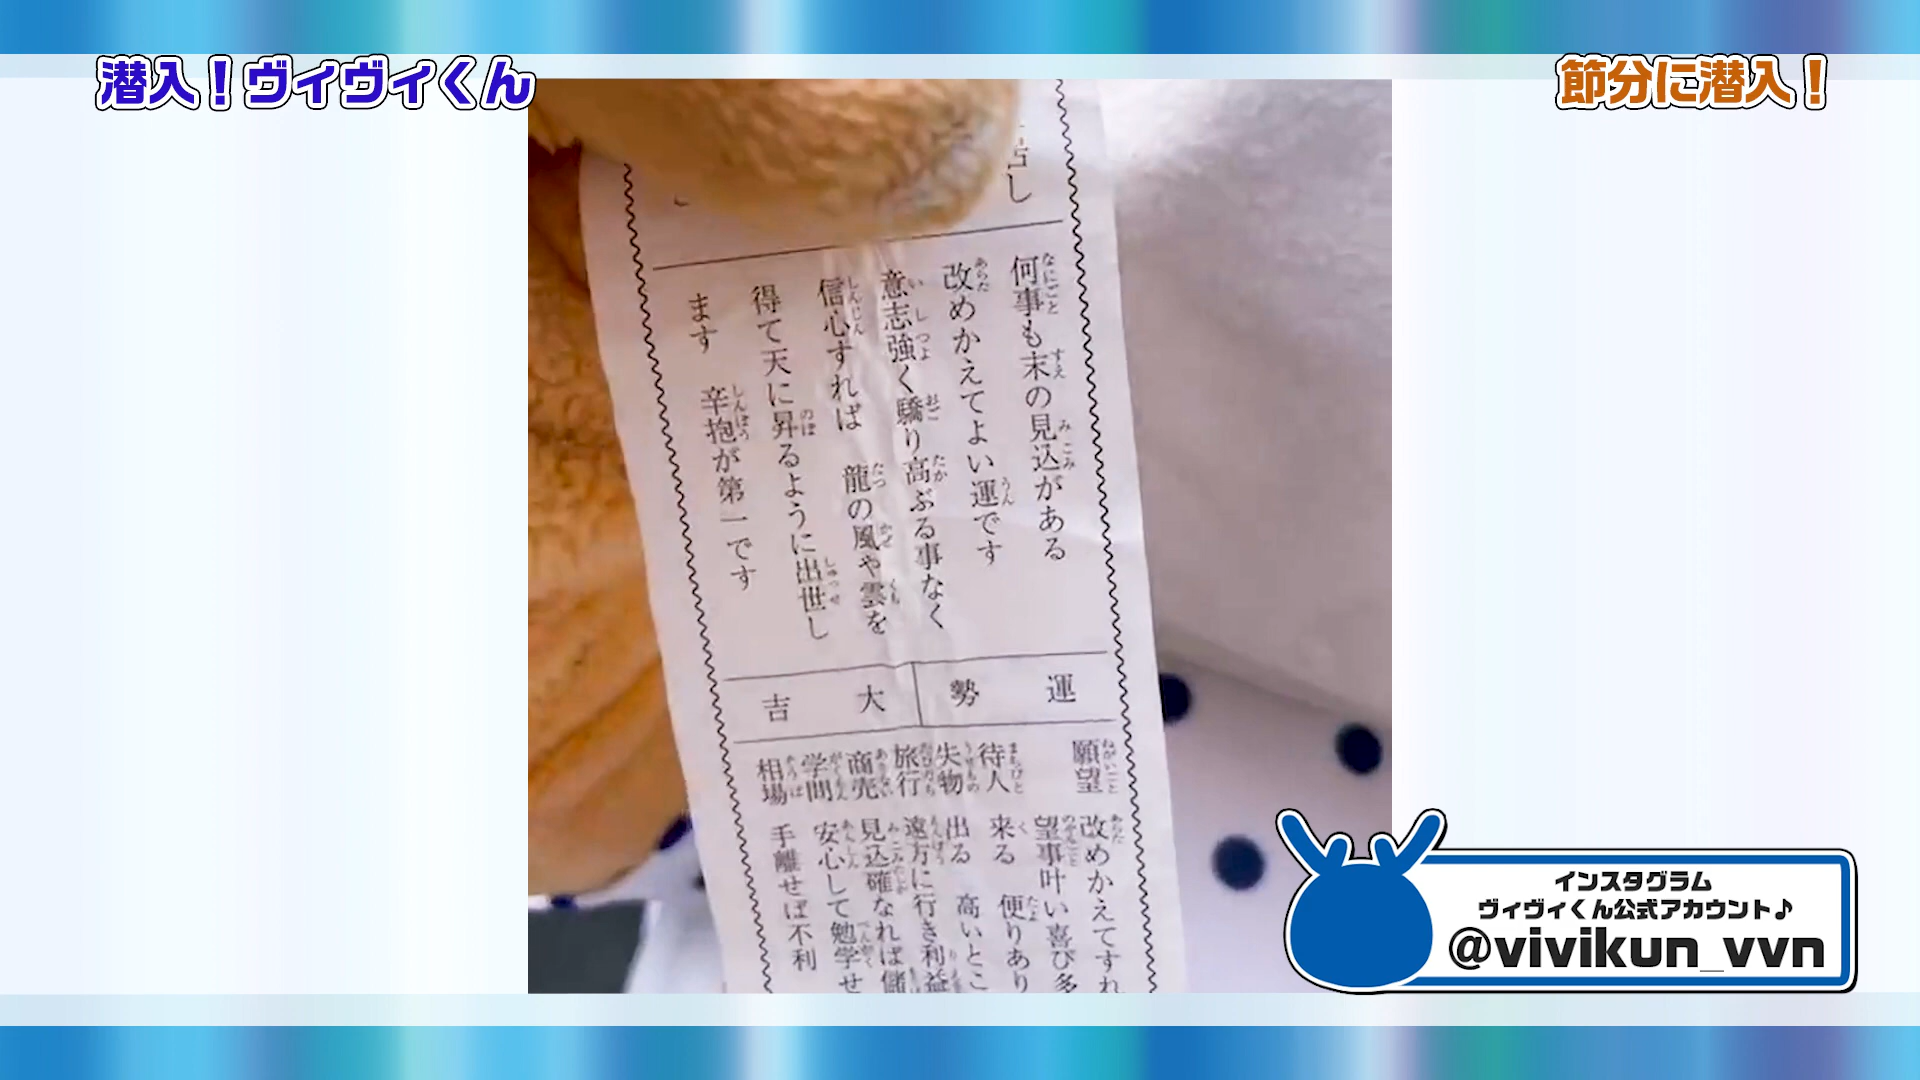 潜入！ヴィヴィくん
節分に潜入！
し
何事も末の見込がある
改めかえてよい運です
意志強く驕り高ぶる事なく
信心すれば 龍の風や雲を
得て天に昇るように出世し
ます 辛抱が第一です
運勢 大吉
願望 改めかえてすれ
望事叶い喜び多
待人 来る 便りあり
失物 出る 高いとこ
旅行 遠方に行き利益
商売 見込確なれば儲
学問 安心して勉学せ
相場 手離せば不利
インスタグラム
ヴィヴィくん公式アカウント♪
@vivikun_vvn